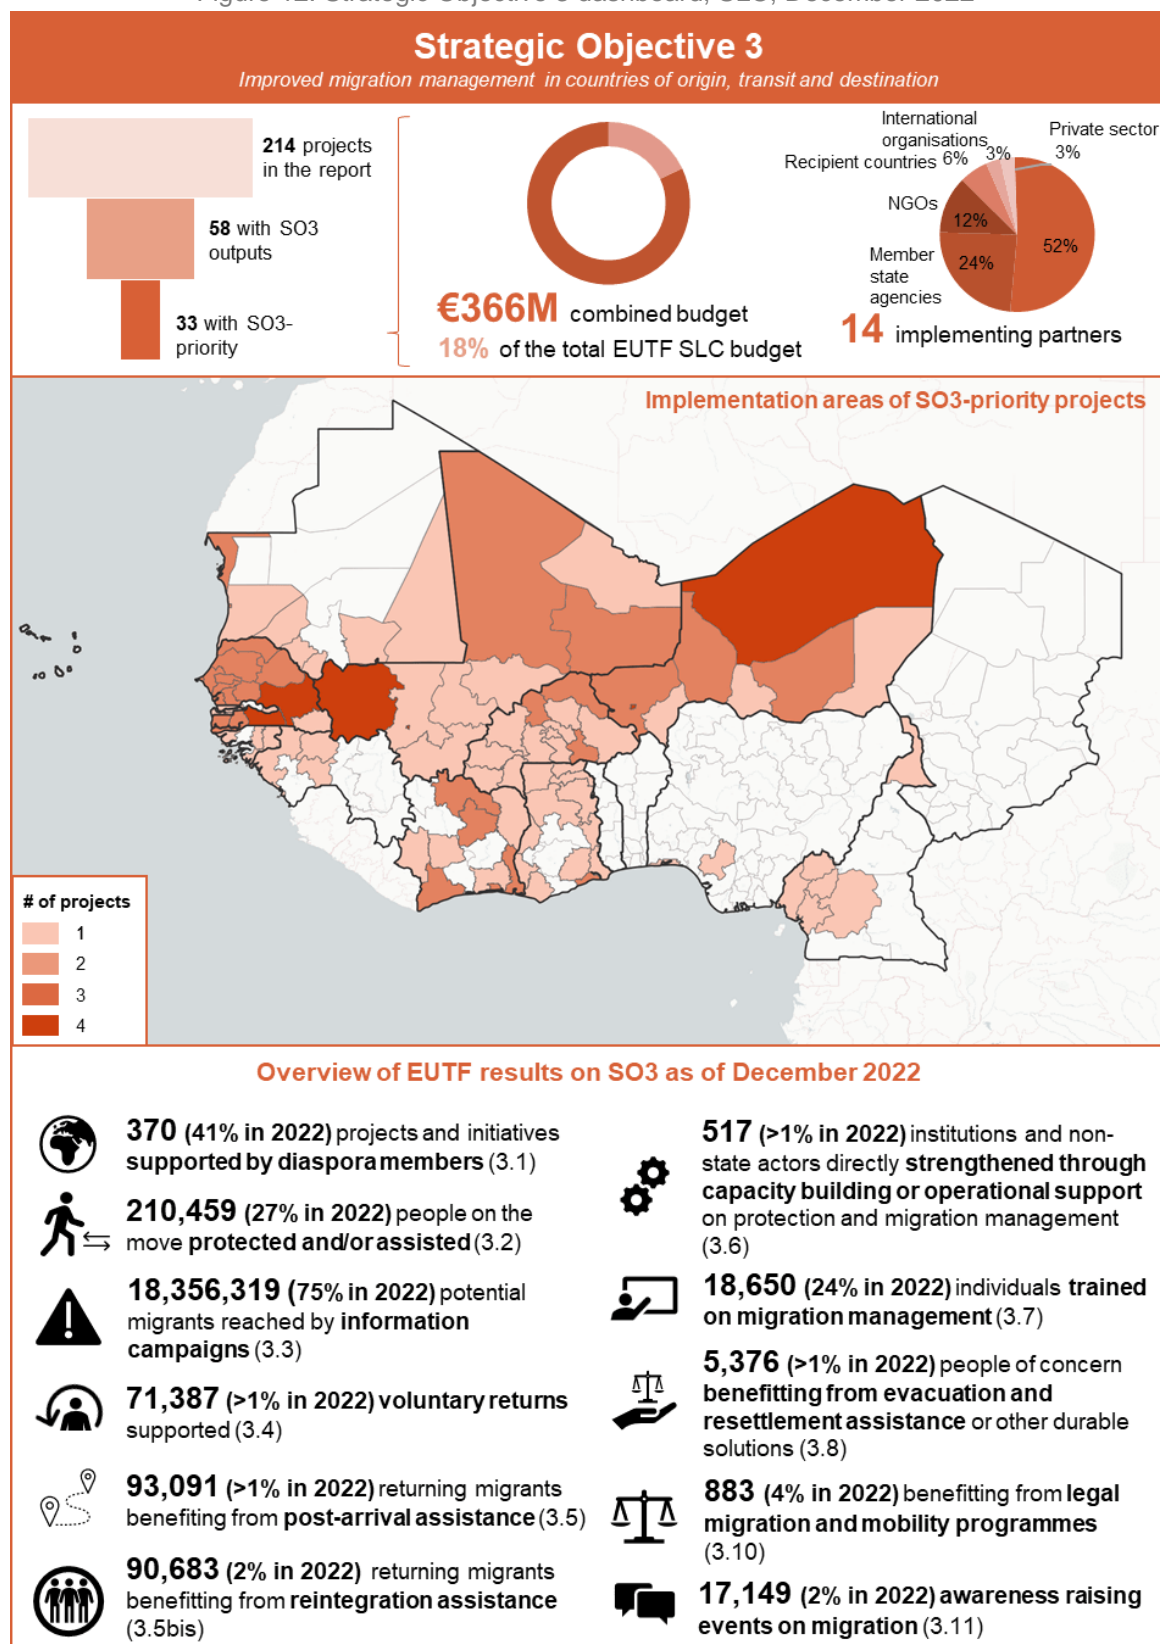 Figure 12: Strategic Objective 3 dashboard, SLC, December 2022
Strategic Objective 3
Improved migration management in countries of origin, transit and destination
214 projects
in the report
58 with SO3
outputs
33 with SO3-
priority
€366M combined budget
18% of the total EUTF SLC budget
International
organisations
3%
Private sector
3%
Recipient countries 6%
NGOs
12%
Member
state
agencies
24%
52%
14 implementing partners
Implementation areas of SO3-priority projects
# of projects
1
2
3
4
Overview of EUTF results on SO3 as of December 2022
370 (41% in 2022) projects and initiatives
supported by diaspora members (3.1)
210,459 (27% in 2022) people on the
move protected and/or assisted (3.2)
18,356,319 (75% in 2022) potential
migrants reached by information
campaigns (3.3)
71,387 (>1% in 2022) voluntary returns
supported (3.4)
93,091 (>1% in 2022) returning migrants
benefiting from post-arrival assistance (3.5)
90,683 (2% in 2022) returning migrants
benefitting from reintegration assistance
(3.5bis)
517 (>1% in 2022) institutions and non-
state actors directly strengthened through
capacity building or operational support
on protection and migration management
(3.6)
18,650 (24% in 2022) individuals trained
on migration management (3.7)
5,376 (>1% in 2022) people of concern
benefitting from evacuation and
resettlement assistance or other durable
solutions (3.8)
883 (4% in 2022) benefitting from legal
migration and mobility programmes
(3.10)
17,149 (2% in 2022) awareness raising
events on migration (3.11)